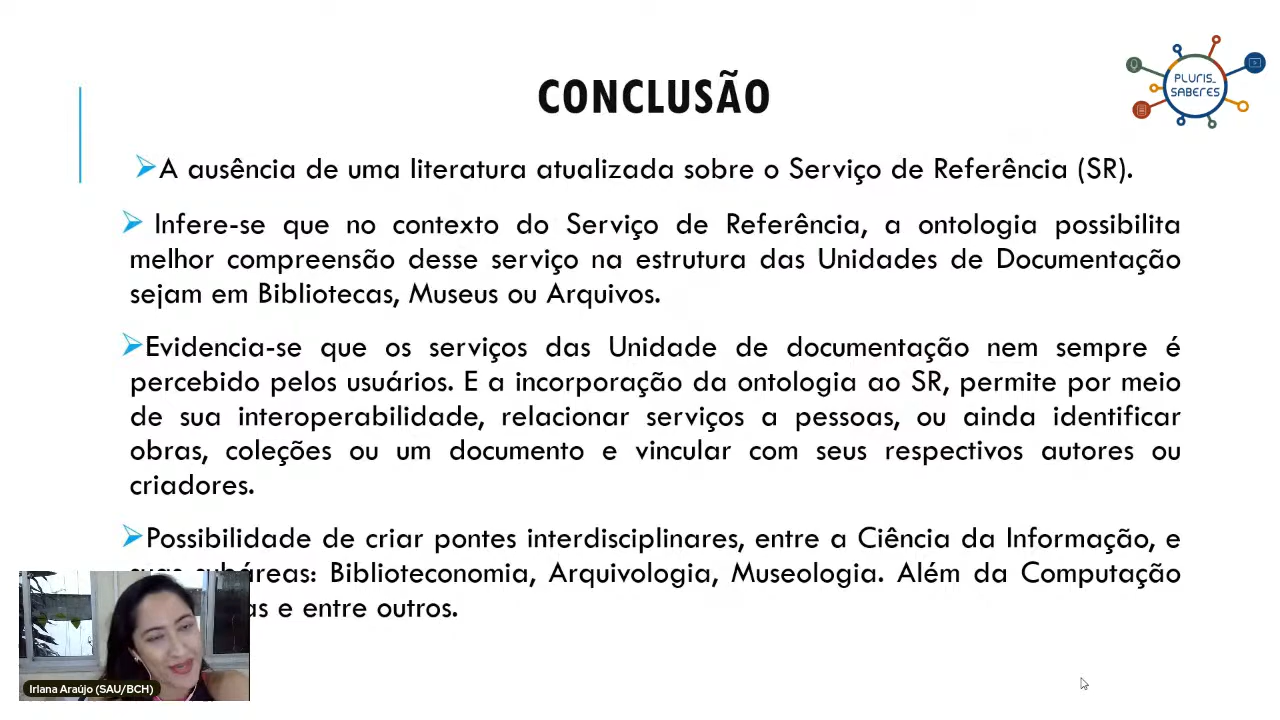 CONCLUSÃO
PLURIS_
SABERES
A ausência de uma literatura atualizada sobre o Serviço de Referência (SR).
Infere-se que no contexto do Serviço de Referência, a ontologia possibilita
melhor compreensão desse serviço na estrutura das Unidades de Documentação
sejam em Bibliotecas, Museus ou Arquivos.
Evidencia-se que os serviços das Unidade de documentação nem sempre é
percebido pelos usuários. E a incorporação da ontologia ao SR, permite por meio
de sua interoperabilidade, relacionar serviços a pessoas, ou ainda identificar
obras, coleções ou um documento e vincular com seus respectivos autores ou
criadores.
Possibilidade de criar pontes interdisciplinares, entre a Ciência da Informação, e
suas subáreas: Biblioteconomia, Arquivologia, Museologia. Além da Computação
e entre outros.
Irlana Araújo (SAU/BCH)